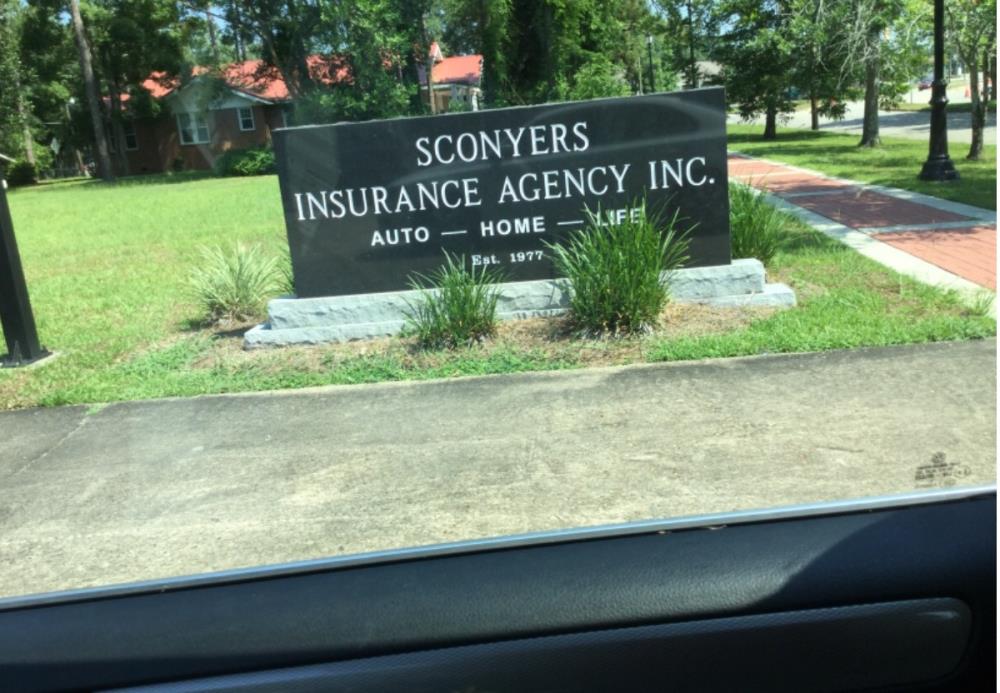 SCONYERS
INSURANCE AGENCY INC.
AUTO — HOME — LIFE
Est. 1977